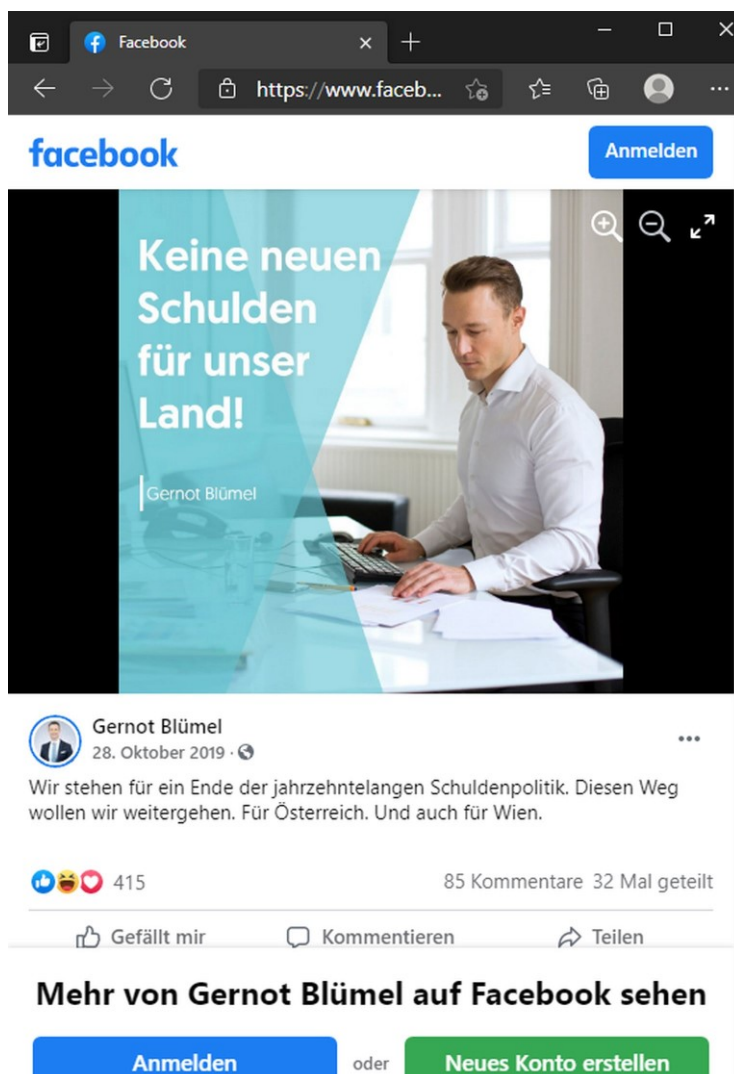 Facebook
https://www.faceb...
facebook
Anmelden
Keine neuen
Schulden
für unser
Land!
Gernot Blümel
Gernot Blümel
28. Oktober 2019 ·
Wir stehen für ein Ende der jahrzehntelangen Schuldenpolitik. Diesen Weg
wollen wir weitergehen. Für Österreich. Und auch für Wien.
415 85 Kommentare 32 Mal geteilt
Gefällt mir Kommentieren Teilen
Mehr von Gernot Blümel auf Facebook sehen
Anmelden oder Neues Konto erstellen